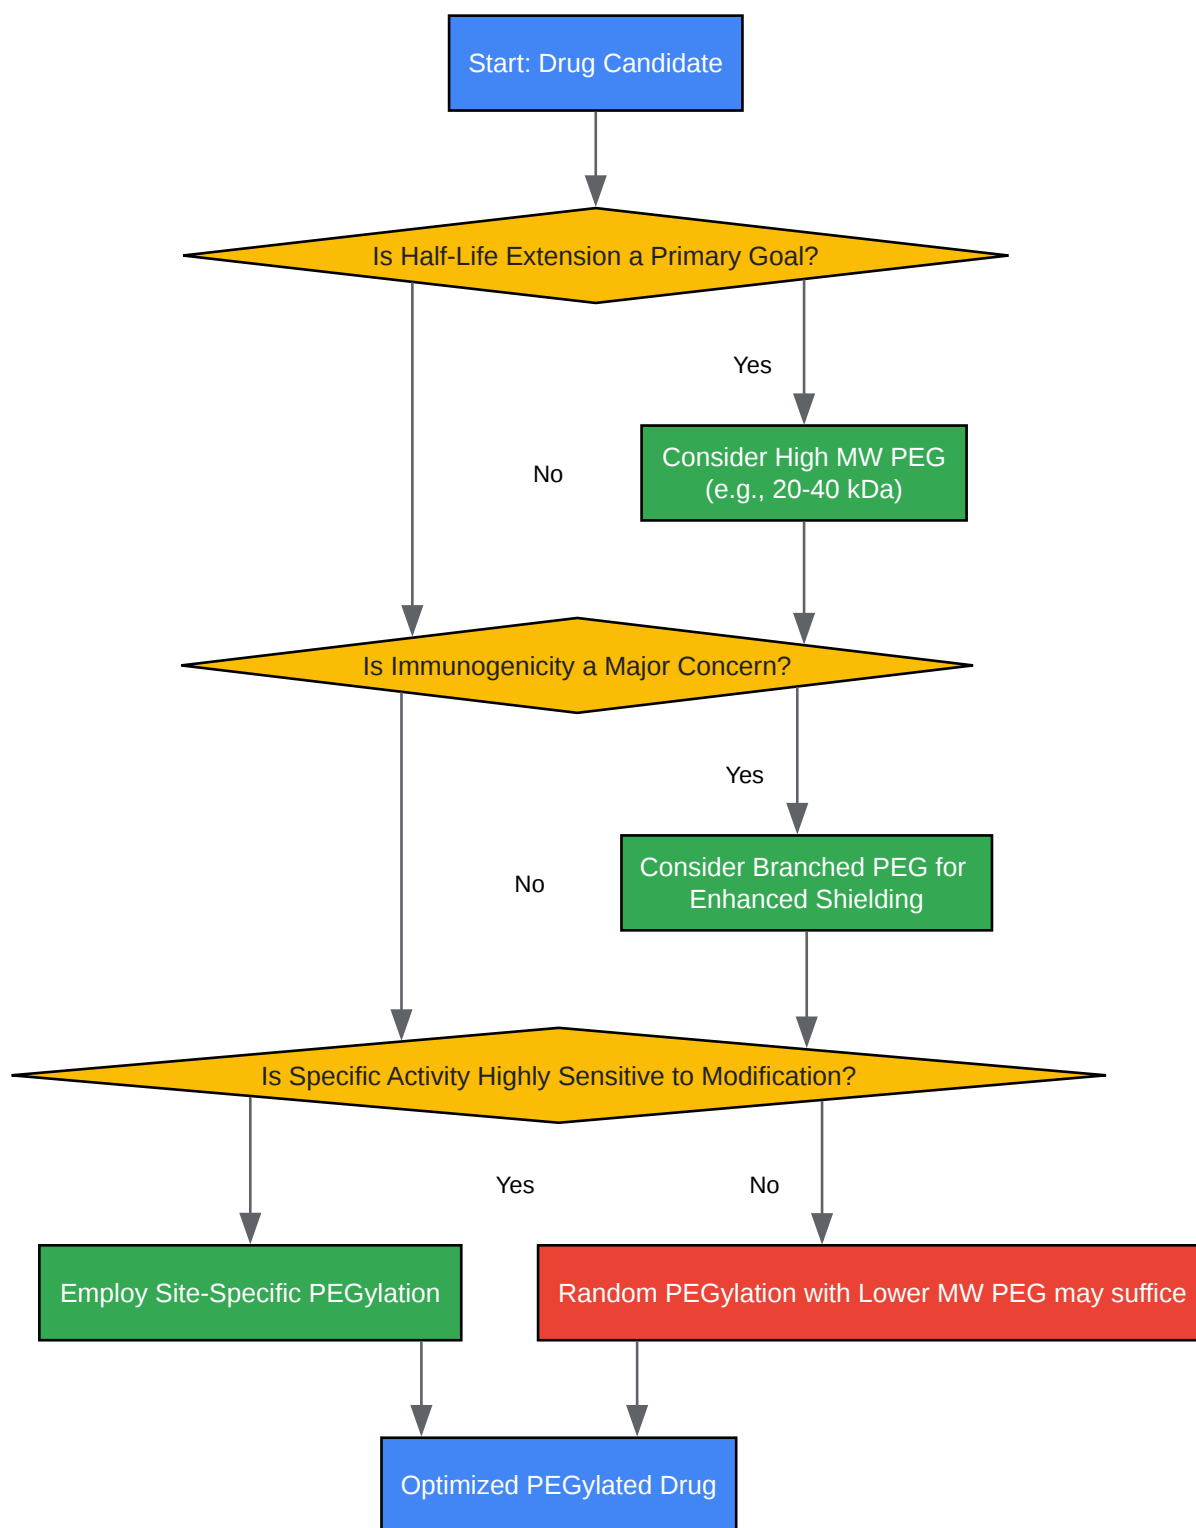 Start: Drug Candidate
Is Half-Life Extension a Primary Goal?
Yes
Consider High MW PEG
(e.g., 20-40 kDa)
No
Is Immunogenicity a Major Concern?
Yes
Consider Branched PEG for
Enhanced Shielding
No
Is Specific Activity Highly Sensitive to Modification?
Yes
No
Employ Site-Specific PEGylation
Random PEGylation with Lower MW PEG may suffice
Optimized PEGylated Drug